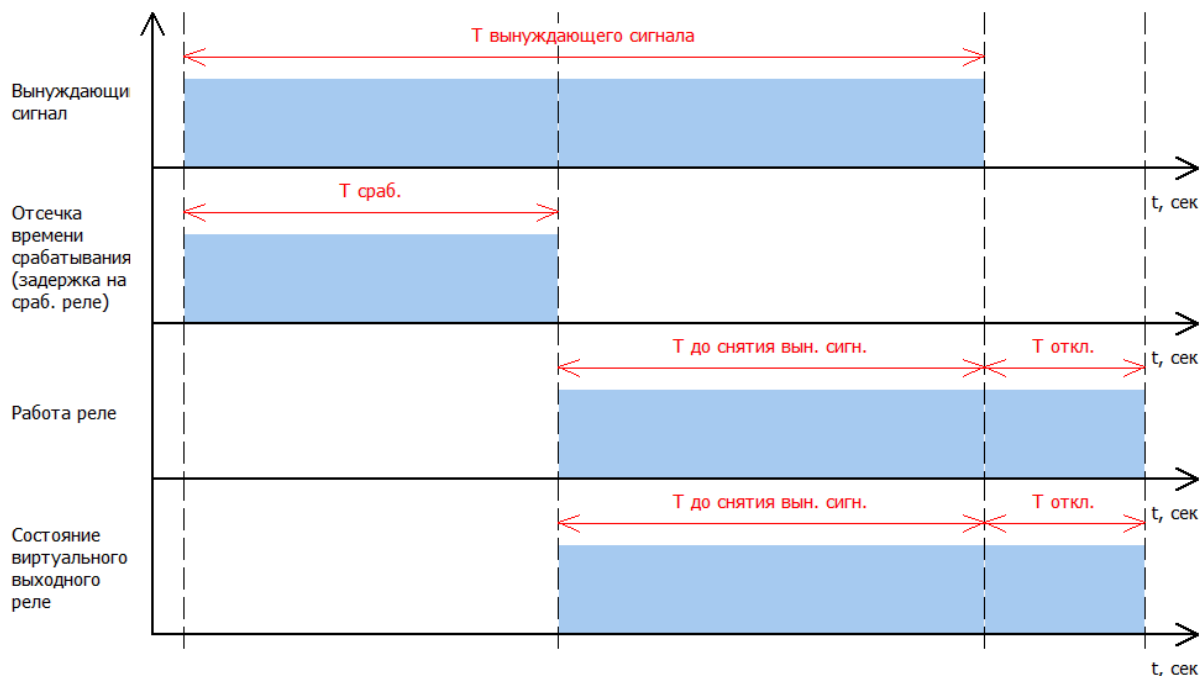 Т вынуждающего сигнала
Вынуждающи
сигнал
t, сек
Т сраб.
Отсечка
времени
срабатывания
(задержка на
сраб. реле)
t, сек
Т до снятия вын. сигн.
Т откл.
Работа реле
t, сек
Т до снятия вын. сигн.
Т откл.
Состояние
виртуального
выходного
реле
t, сек